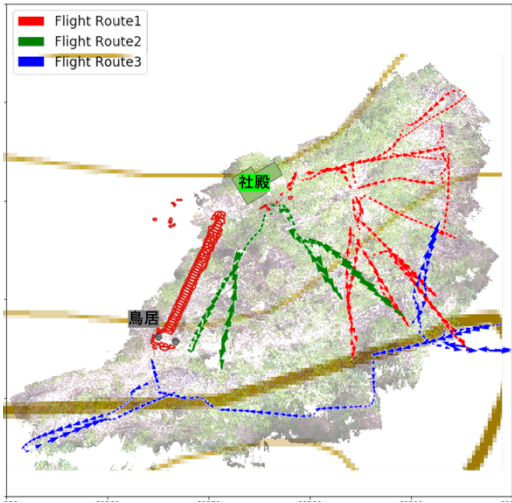 Flight Route1
Flight Route2
Flight Route3
社殿
鳥居